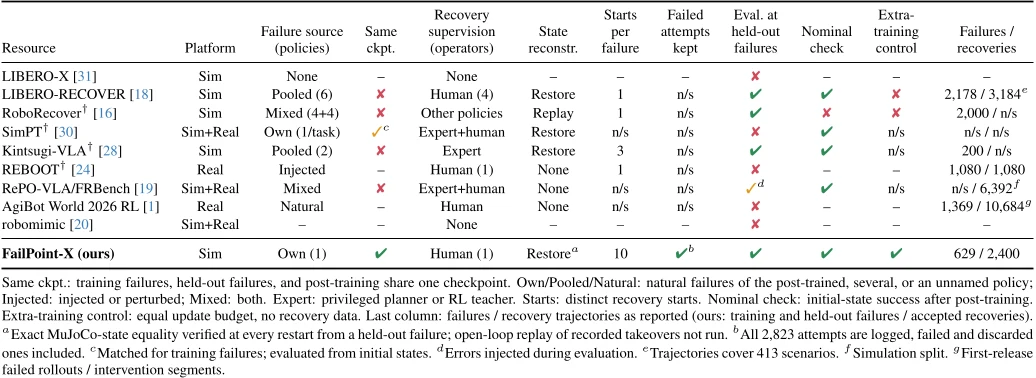 Resource Platform Failure source (policies) Same ckpt. Recovery supervision (operators) State reconstr. Starts per failure Failed attempts kept Eval. at held-out failures Nominal check Extra-training control Failures / recoveries
LIBERO-X [31] Sim None – None – – – ✘ – – –
LIBERO-RECOVER [18] Sim Pooled (6) ✘ Human (4) Restore 1 n/s ✔ ✔ ✘ 2,178 / 3,184e
RoboRecover† [16] Sim Mixed (4+4) ✘ Other policies Replay 1 n/s ✔ ✘ ✘ 2,000 / n/s
SimPT† [30] Sim+Real Own (1/task) ✓c Expert+human Restore n/s n/s ✘ ✔ n/s n/s / n/s
Kintsugi-VLA† [28] Sim Pooled (2) ✘ Expert Restore 3 n/s ✔ ✔ n/s 200 / n/s
REBOOT† [24] Real Injected – Human (1) None 1 n/s ✘ – – 1,080 / 1,080
RePO-VLA/FRBench [19] Sim+Real Mixed ✘ Expert+human None n/s n/s ✓d ✔ n/s n/s / 6,392f
AgiBot World 2026 RL [1] Real Natural – Human None n/s n/s ✘ – – 1,369 / 10,684g
robomimic [20] Sim+Real – – None – – – ✘ – – –
FailPoint-X (ours) Sim Own (1) ✔ Human (1) Restorea 10 ✔b ✔ ✔ ✔ 629 / 2,400
Same ckpt.: training failures, held-out failures, and post-training share one checkpoint. Own/Pooled/Natural: natural failures of the post-trained, several, or an unnamed policy;
Injected: injected or perturbed; Mixed: both. Expert: privileged planner or RL teacher. Starts: distinct recovery starts. Nominal check: initial-state success after post-training.
Extra-training control: equal update budget, no recovery data. Last column: failures / recovery trajectories as reported (ours: training and held-out failures / accepted recoveries).
a Exact MuJoCo-state equality verified at every restart from a held-out failure; open-loop replay of recorded takeovers not run. b All 2,823 attempts are logged, failed and discarded
ones included. c Matched for training failures; evaluated from initial states. d Errors injected during evaluation. e Trajectories cover 413 scenarios. f Simulation split. g First-release
failed rollouts / intervention segments.